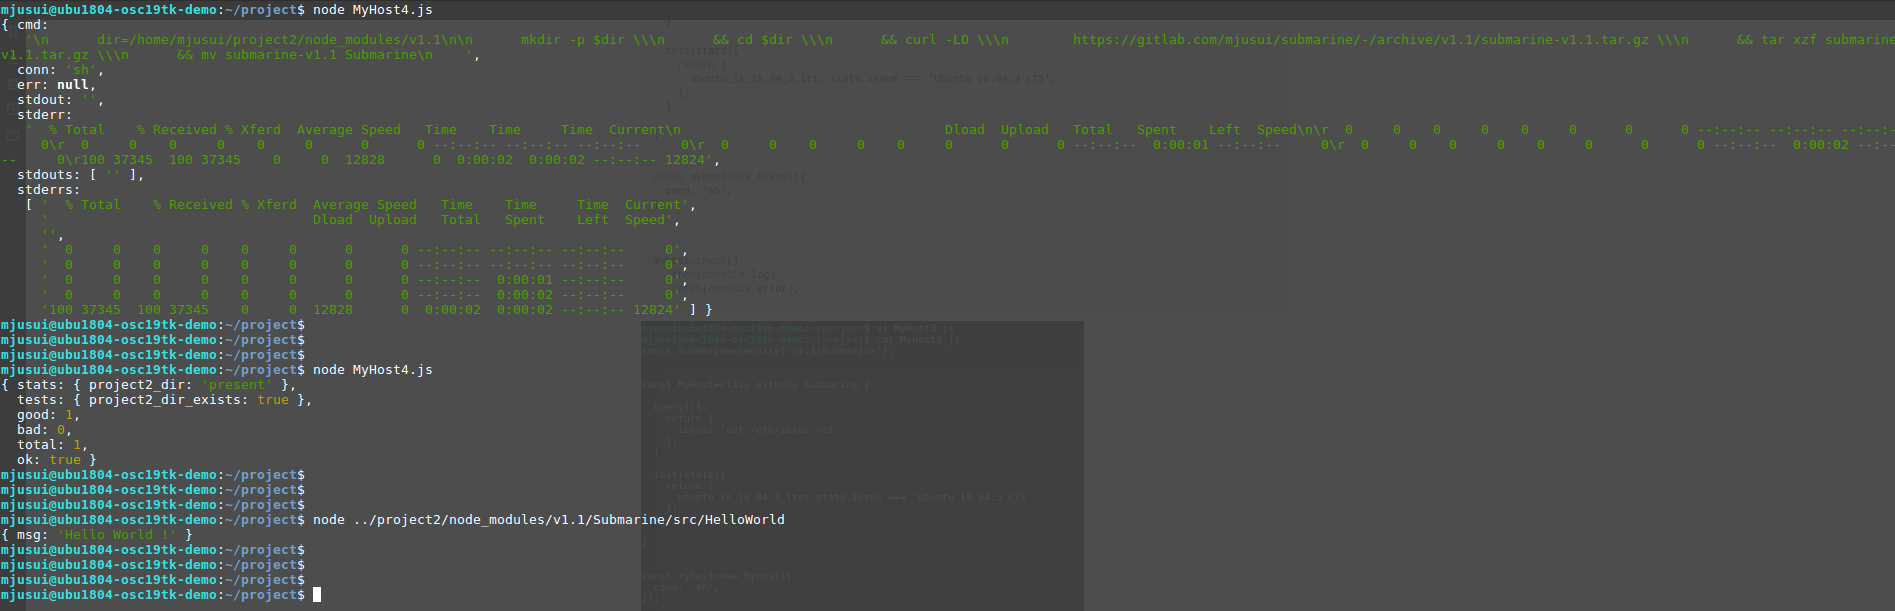 mjusui@ubu1804-osc19tk-demo:~/project$ node MyHost4.js
{ cmd:
   '\n      dir=/home/mjusui/project2/node_modules/v1.1\n\n      mkdir -p $dir \\\n      && cd $dir \\\n      && curl -LO \\\n        https://gitlab.com/mjusui/submarine/-/archive/v1.1/submarine-v1.1.tar.gz \\\n      && tar xzf submarine
v1.1.tar.gz \\\n      && mv submarine-v1.1 Submarine\n    ',
  conn: 'sh',
  err: null,
  stdout: '',
  stderr:
   '  % Total    % Received % Xferd  Average Speed   Time    Time     Time  Current\n                                 Dload  Upload   Total   Spent    Left  Speed\n\r  0     0    0     0    0     0      0      0 --:--:-- --:--:-- --:--
     0\r  0     0    0     0    0     0      0      0 --:--:-- --:--:-- --:--:--     0\r  0     0    0     0    0     0      0      0 --:--:--  0:00:01 --:--:--     0\r  0     0    0     0    0     0      0      0 --:--:--  0:00:02 --:--
--     0\r100 37345  100 37345    0     0  12828      0  0:00:02  0:00:02 --:--:-- 12824',
  stdouts: [ '' ],
  stderrs:
   [ '  % Total    % Received % Xferd  Average Speed   Time    Time     Time  Current',
     '                                 Dload  Upload   Total   Spent    Left  Speed',
     '',
     '  0     0    0     0    0     0      0      0 --:--:-- --:--:-- --:--:--     0',
     '  0     0    0     0    0     0      0      0 --:--:-- --:--:-- --:--:--     0',
     '  0     0    0     0    0     0      0      0 --:--:--  0:00:01 --:--:--     0',
     '  0     0    0     0    0     0      0      0 --:--:--  0:00:02 --:--:--     0',
     '100 37345  100 37345    0     0  12828      0  0:00:02  0:00:02 --:--:-- 12824' ] }
mjusui@ubu1804-osc19tk-demo:~/project$
mjusui@ubu1804-osc19tk-demo:~/project$
mjusui@ubu1804-osc19tk-demo:~/project$
mjusui@ubu1804-osc19tk-demo:~/project$ node MyHost4.js
{ stats: { project2_dir: 'present' },
  tests: { project2_dir_exists: true },
  good: 1,
  bad: 0,
  total: 1,
  ok: true }
mjusui@ubu1804-osc19tk-demo:~/project$
mjusui@ubu1804-osc19tk-demo:~/project$
mjusui@ubu1804-osc19tk-demo:~/project$
mjusui@ubu1804-osc19tk-demo:~/project$ node ../project2/node_modules/v1.1/Submarine/src/HelloWorld
{ msg: 'Hello World !' }
mjusui@ubu1804-osc19tk-demo:~/project$
mjusui@ubu1804-osc19tk-demo:~/project$
mjusui@ubu1804-osc19tk-demo:~/project$
mjusui@ubu1804-osc19tk-demo:~/project$